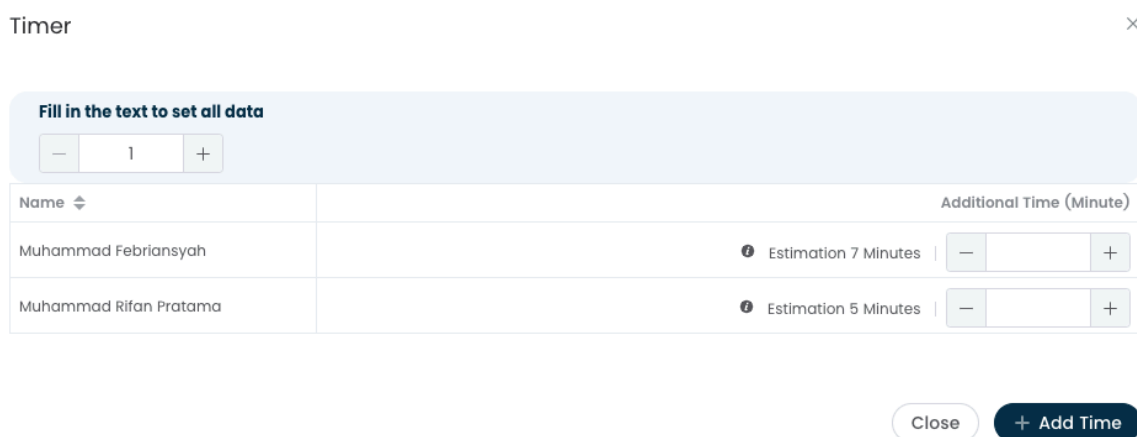 Timer
Fill in the text to set all data
1
Name Additional Time (Minute)
Muhammad Febriansyah Estimation 7 Minutes
Muhammad Rifan Pratama Estimation 5 Minutes
Close + Add Time